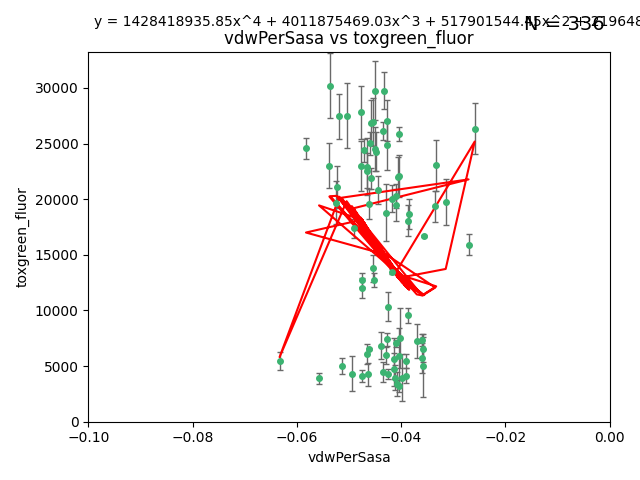 y = 1428418935.85x^4 + 4011875469.03x^3 +
N = 336
vdwPerSasa vs toxgreen_fluor
30000
25000
20000
15000
10000
5000
0
toxgreen_fluor
−0.10 −0.08 −0.06 −0.04 −0.02 0.00
vdwPerSasa